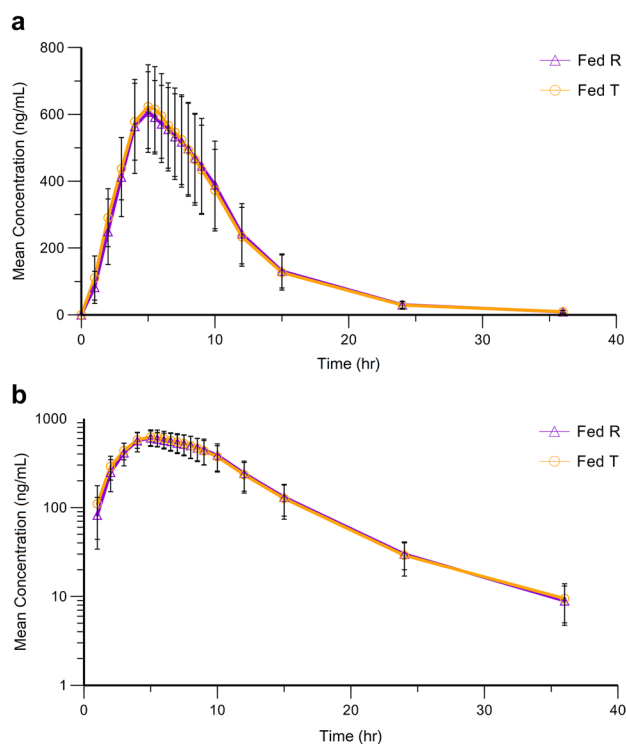 a
800
600
400
200
0
Mean Concentration (ng/mL)
0 10 20 30 40
Time (hr)
Fed R
Fed T
b
1000
100
10
1
Mean Concentration (ng/mL)
0 10 20 30 40
Time (hr)
Fed R
Fed T